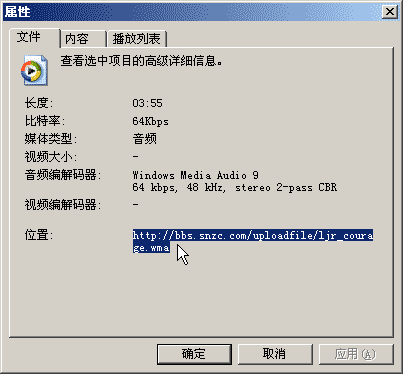 属性
文件 内容 播放列表
查看选中项目的高级详细信息。
长度: 03:55
比特率: 64Kbps
媒体类型: 音频
视频大小: -
音频编解码器: Windows Media Audio 9
64 kbps, 48 kHz, stereo 2-pass CBR
视频编解码器: -
位置: http://bbs.snzc.com/uploadfile/ljr_coura
ge.wma
确定 取消 应用(A)